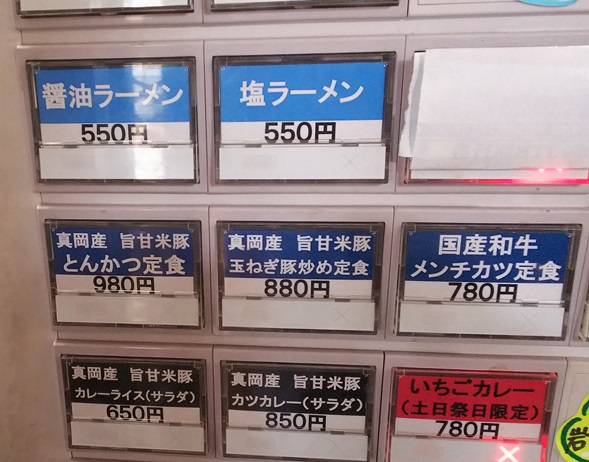 醤油ラーメン
550円
塩ラーメン
550円
真岡産 旨甘米豚
とんかつ定食
980円
真岡産 旨甘米豚
玉ねぎ豚炒め定食
880円
国産和牛
メンチカツ定食
780円
真岡産 旨甘米豚
カレーライス(サラダ)
650円
真岡産 旨甘米豚
カツカレー(サラダ)
850円
いちごカレー
(土日祭日限定)
780円
×
岩